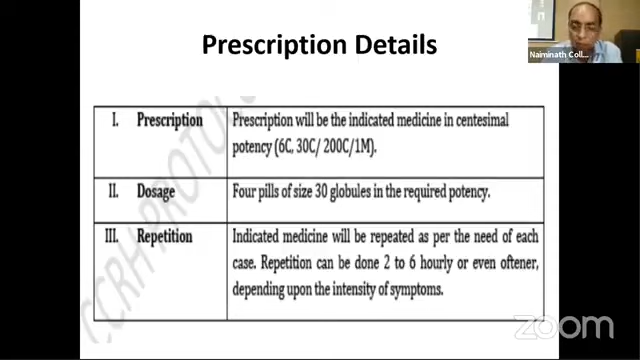 Prescription Details
Naiminath Coll...
I. Prescription
Prescription will be the indicated medicine in centesimal
potency (6C, 30C/ 200C/1M).
II. Dosage
Four pills of size 30 globules in the required potency.
III. Repetition
Indicated medicine will be repeated as per the need of each
case. Repetition can be done 2 to 6 hourly or even oftener,
depending upon the intensity of symptoms.
CCRH PROTO
zoom